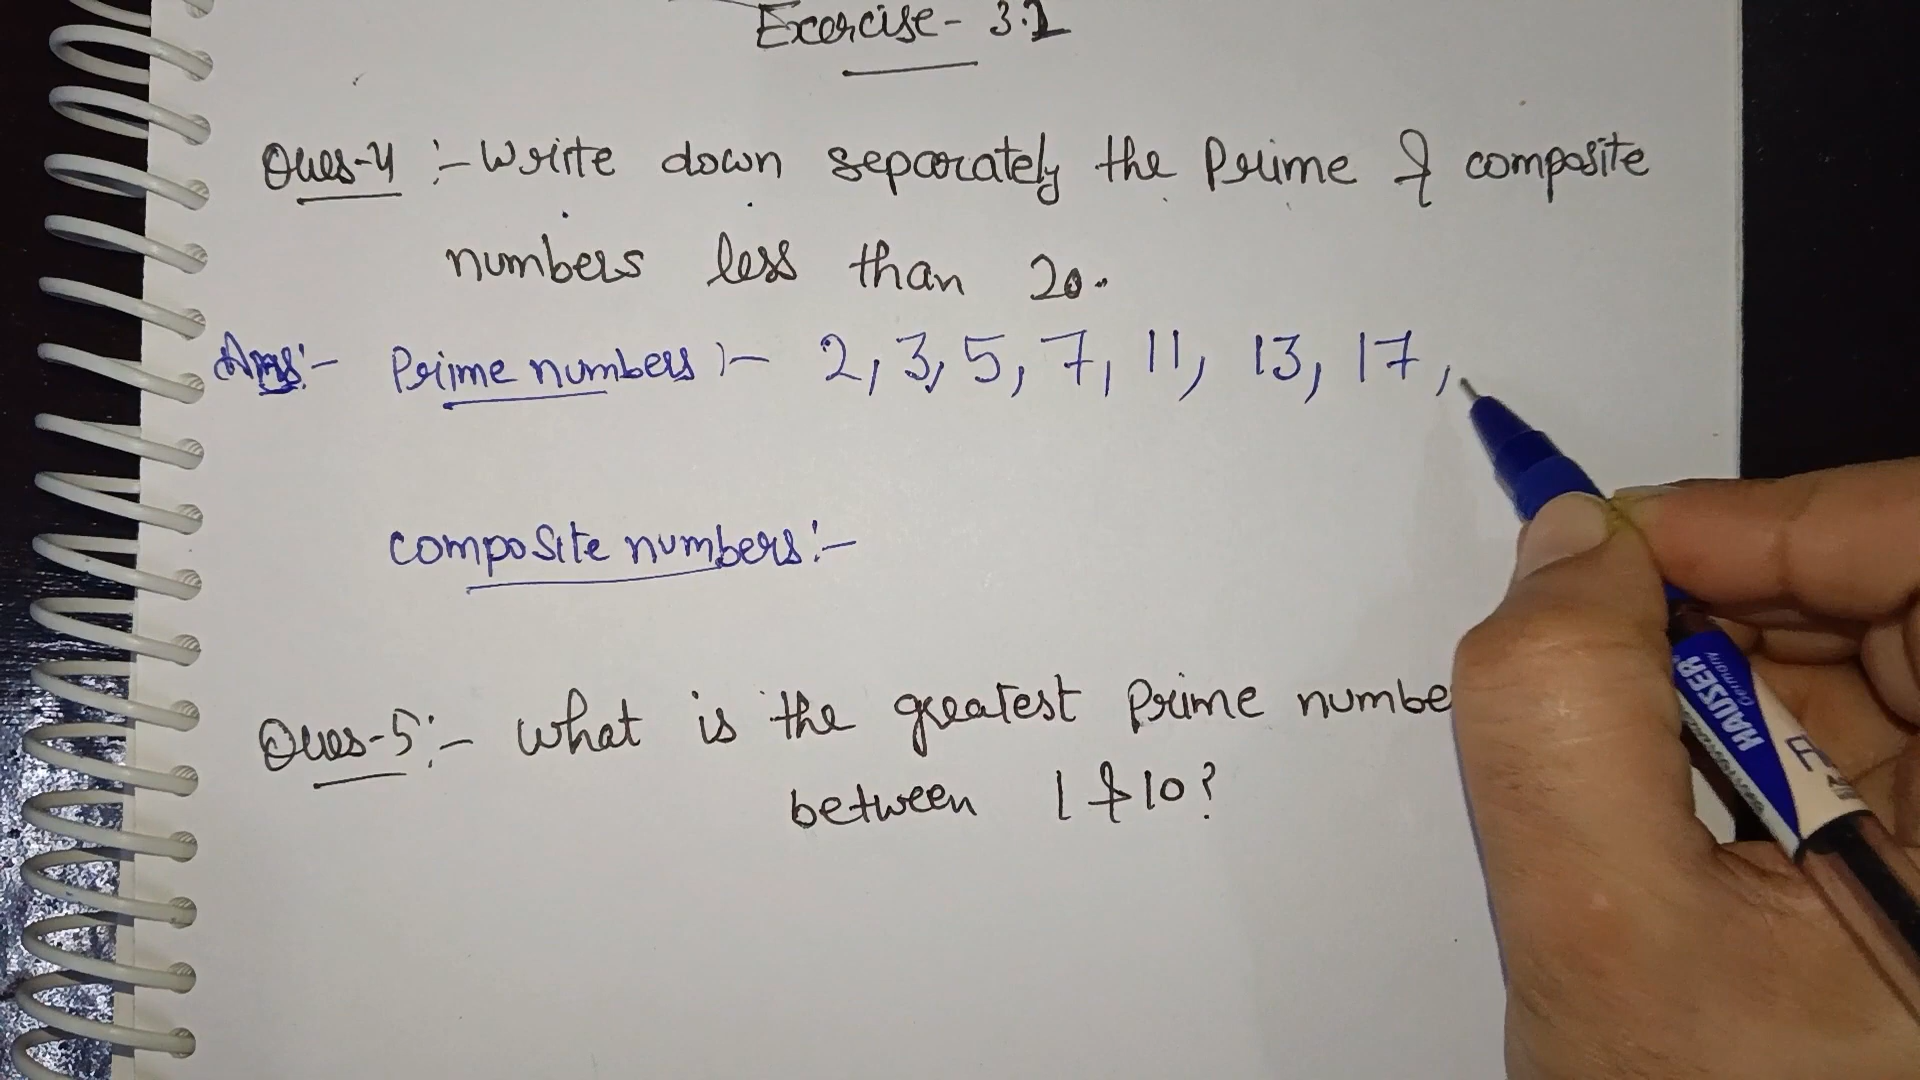 Exercise- 3.2
Ques-4 :- Write down separately the Prime & composite
numbers less than 20.
Ans:- Prime numbers :- 2, 3, 5, 7, 11, 13, 17,
composite numbers:-
Ques-5:- what is the greatest Prime numbe
between 1 & 10?
HAUSER
Germany